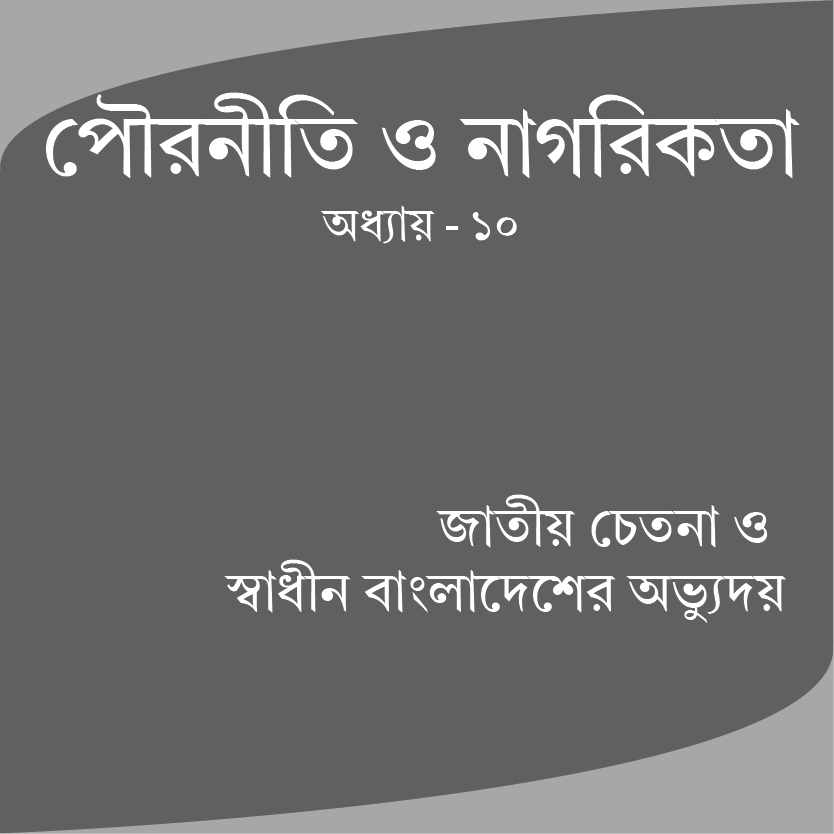 পৌরনীতি ও নাগরিকতা
অধ্যায় - ১০
জাতীয় চেতনা ও
স্বাধীন বাংলাদেশের অভ্যুদয়